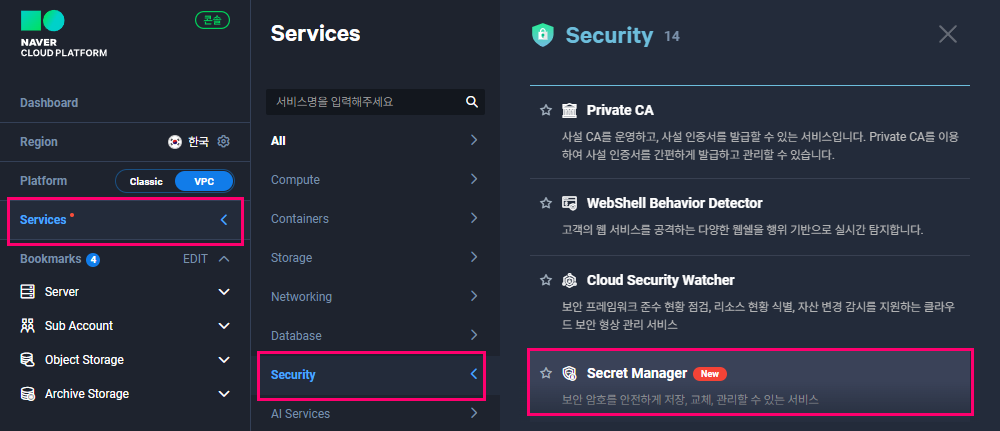 콘솔
NAVER
CLOUD PLATFORM
Dashboard
Region 한국
Platform Classic VPC
Services
Bookmarks 4 EDIT
Server
Sub Account
Object Storage
Archive Storage
Services
서비스명을 입력해주세요
All
Compute
Containers
Storage
Networking
Database
Security
AI Services
Security 14
Private CA
사설 CA를 운영하고, 사설 인증서를 발급할 수 있는 서비스입니다. Private CA를 이용
하여 사설 인증서를 간편하게 발급하고 관리할 수 있습니다.
WebShell Behavior Detector
고객의 웹 서비스를 공격하는 다양한 웹쉘을 행위 기반으로 실시간 탐지합니다.
Cloud Security Watcher
보안 프레임워크 준수 현황 점검, 리소스 현황 식별, 자산 변경 감시를 지원하는 클라우
드 보안 형상 관리 서비스
Secret Manager New
보안 암호를 안전하게 저장, 교체, 관리할 수 있는 서비스